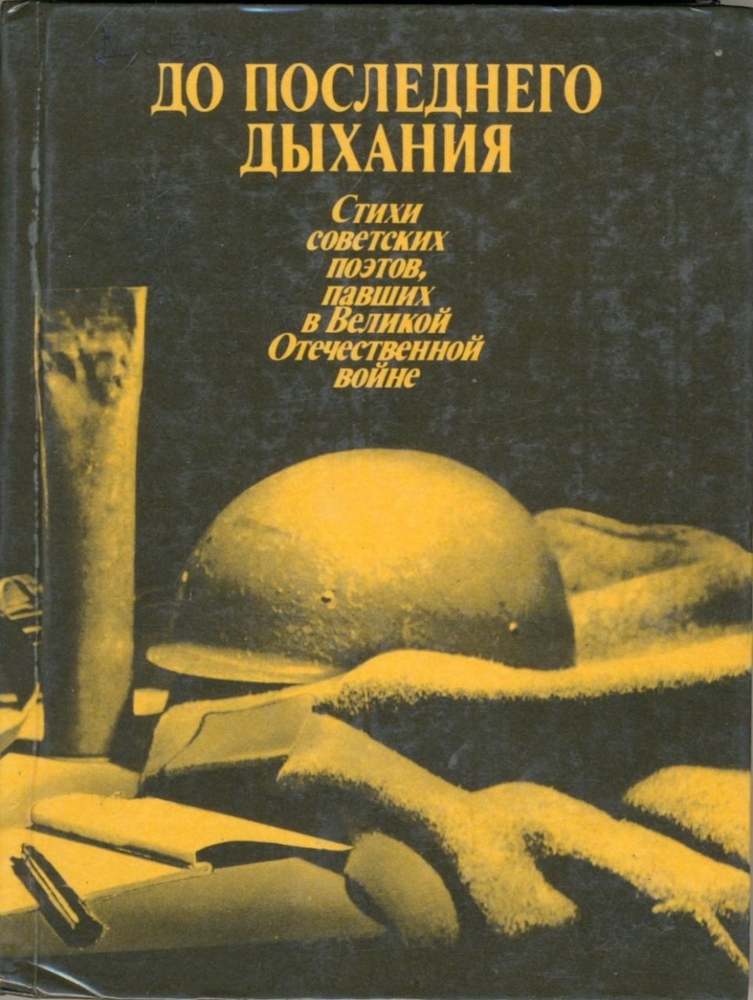 ДО ПОСЛЕДНЕГО
ДЫХАНИЯ
Стихи
советских
поэтов,
павших
в Великой
Отечественной
войне